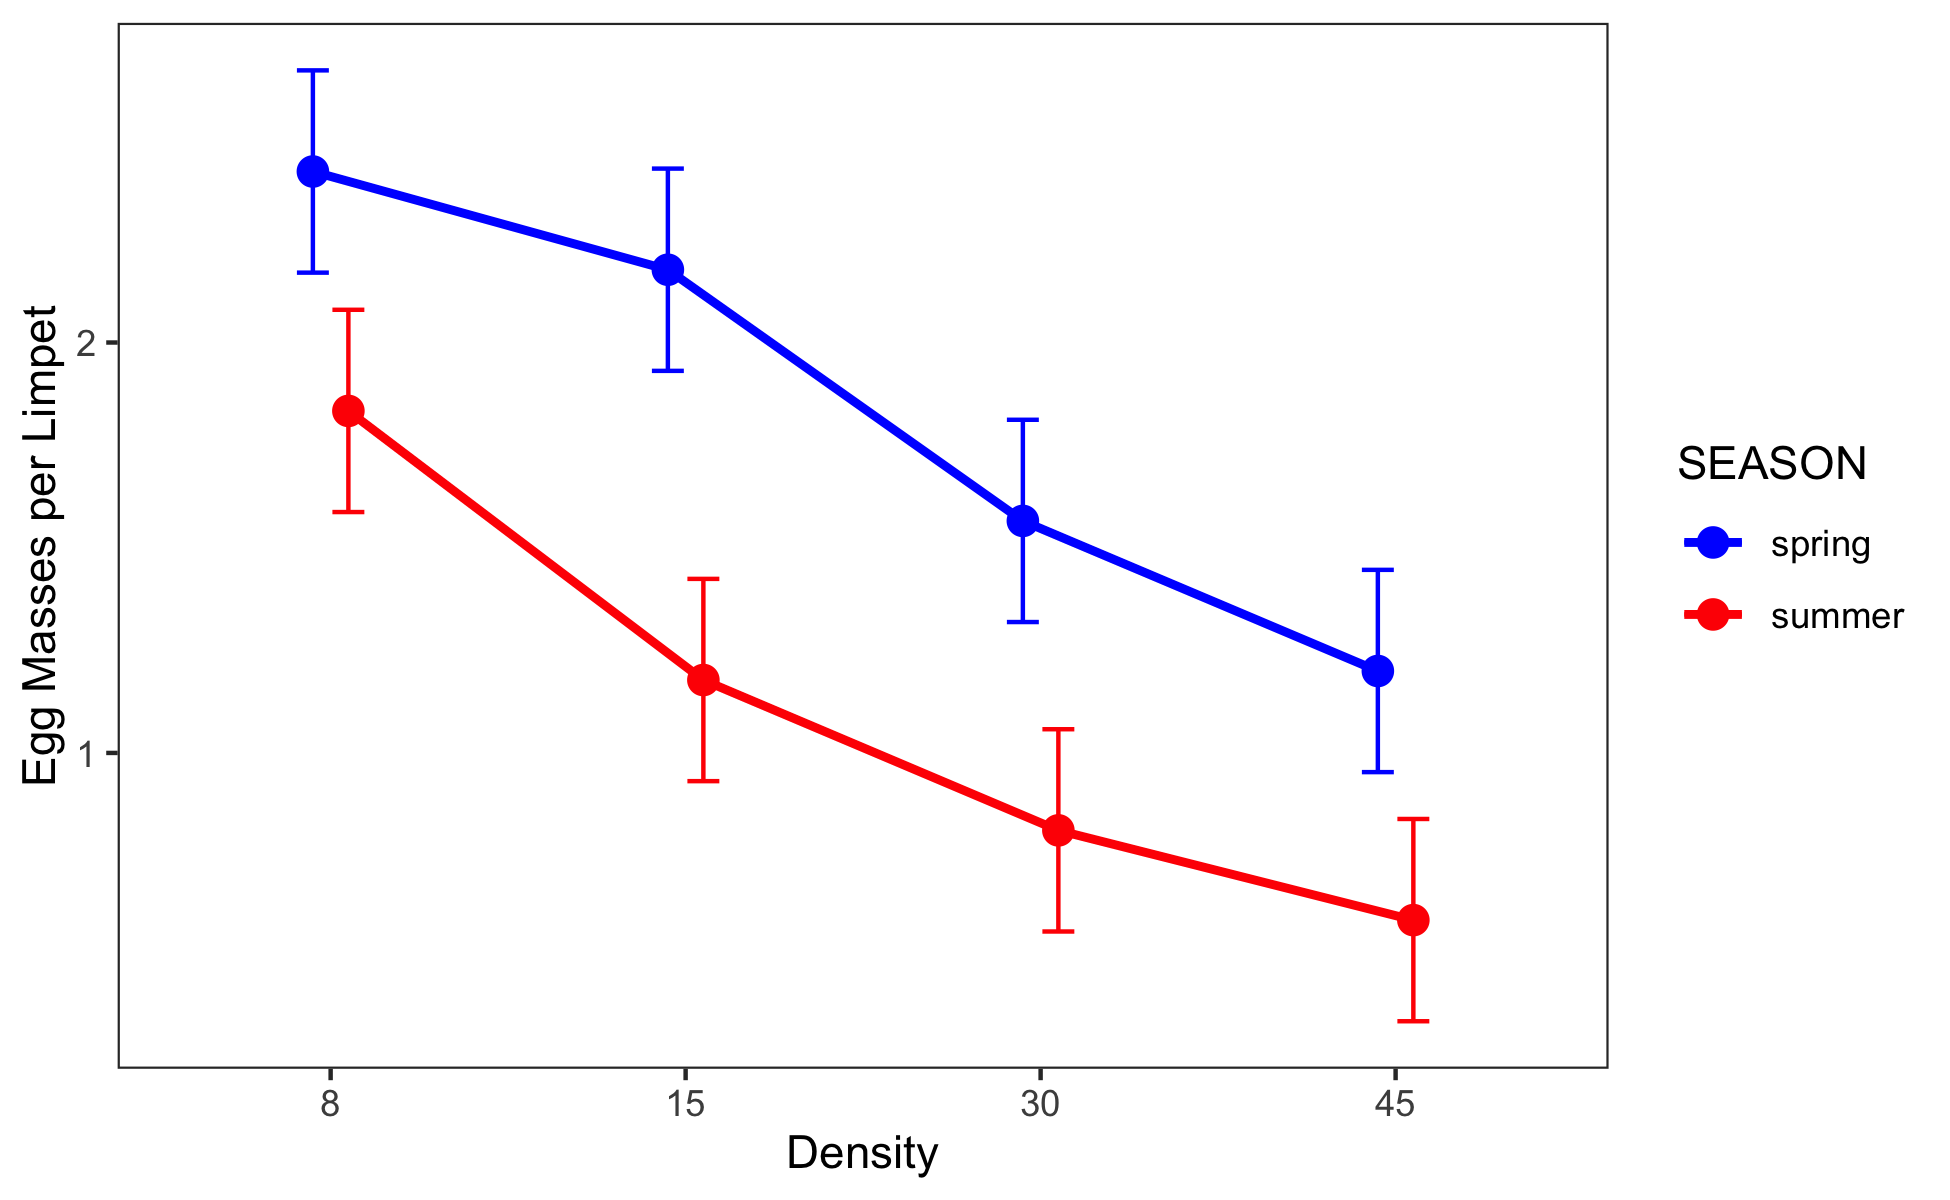 Egg Masses per Limpet
2
1
8 15 30 45
Density
SEASON
spring
summer